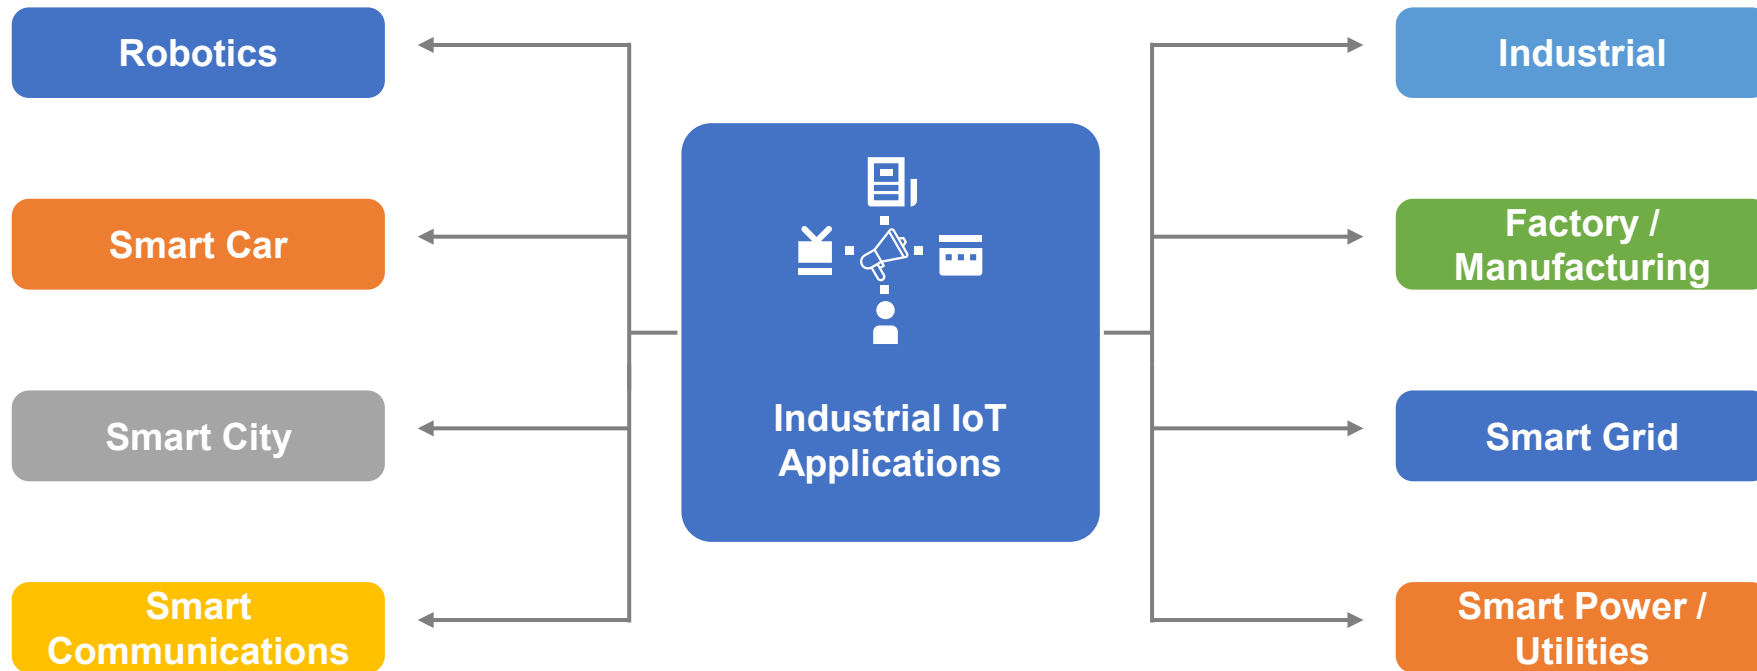 Robotics
Smart Car
Smart City
Smart
Communications
Industrial IoT
Applications
Industrial
Factory /
Manufacturing
Smart Grid
Smart Power /
Utilities